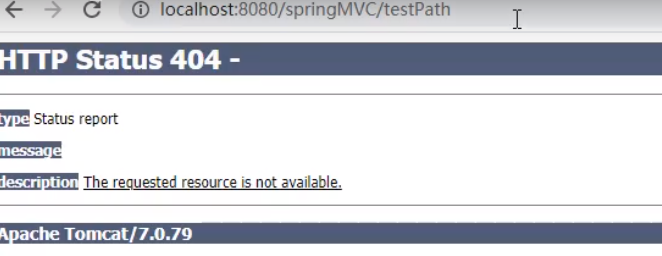 localhost:8080/springMVC/testPath
HTTP Status 404 -
type Status report
message
description The requested resource is not available.
Apache Tomcat/7.0.79